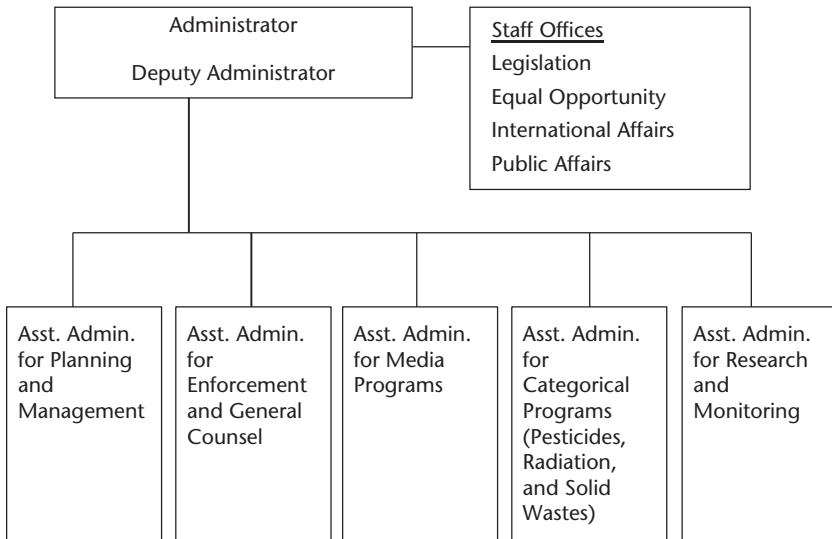 Administrator
Deputy Administrator
Staff Offices
Legislation
Equal Opportunity
International Affairs
Public Affairs
Asst. Admin.
for Planning
and
Management
Asst. Admin.
for
Enforcement
and General
Counsel
Asst. Admin.
for Media
Programs
Asst. Admin.
for
Categorical
Programs
(Pesticides,
Radiation,
and Solid
Wastes)
Asst. Admin.
for Research
and
Monitoring